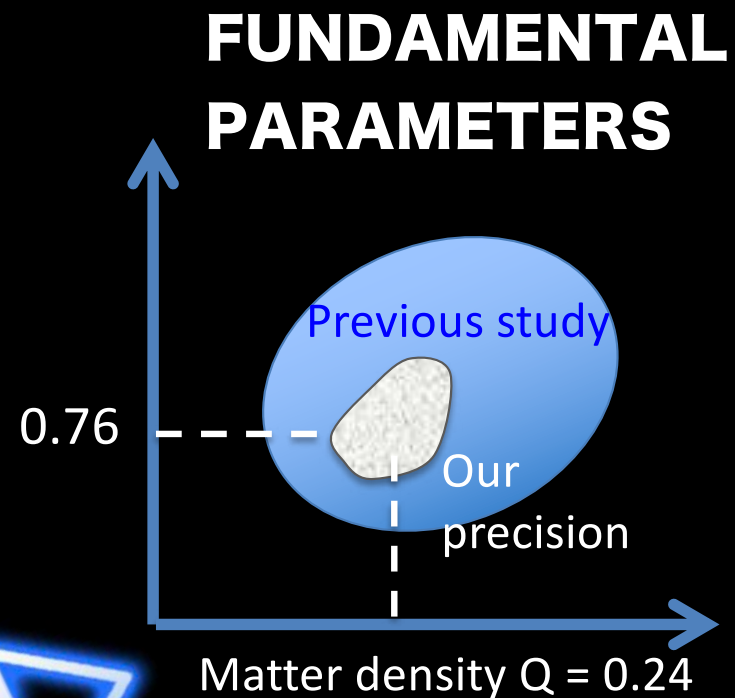 FUNDAMENTAL
PARAMETERS
Previous study
0.76
Our
precision
Matter density Q = 0.24